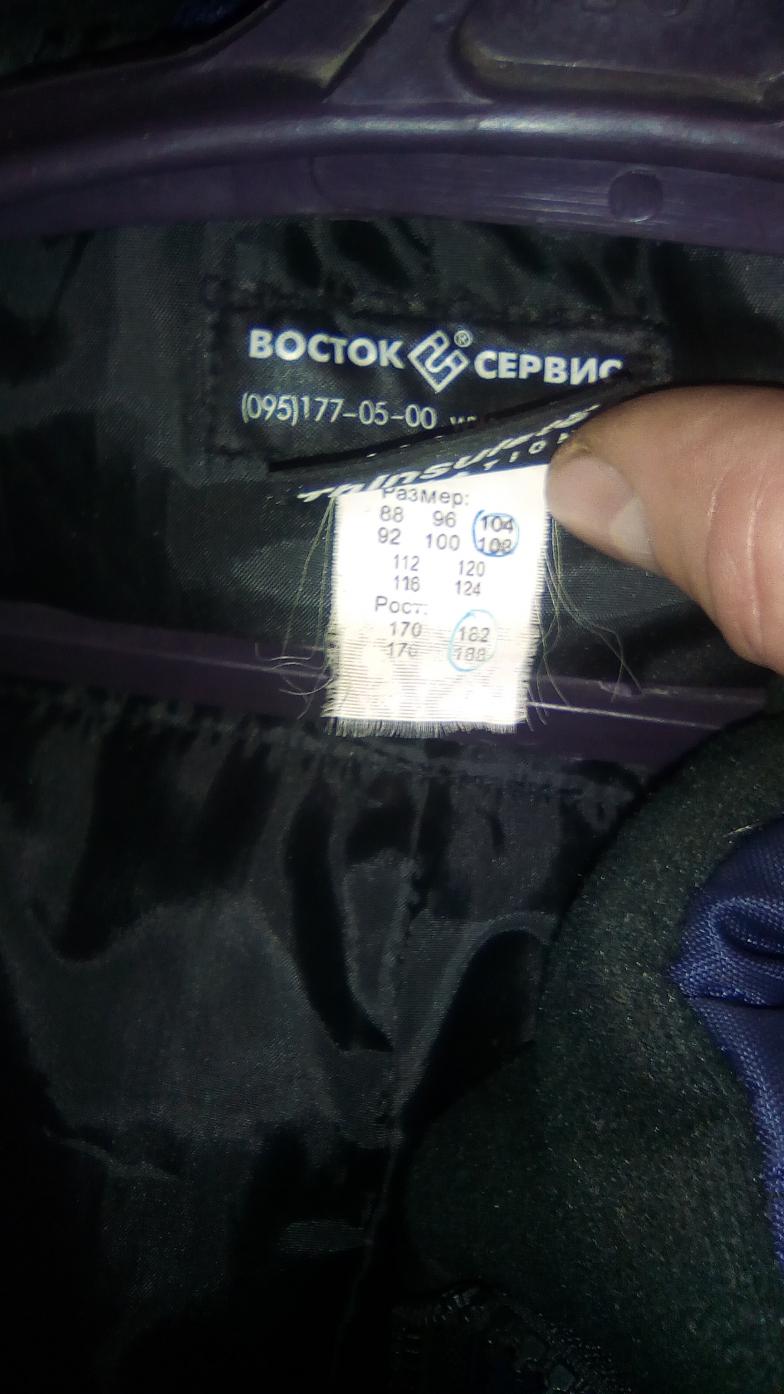 ВОСТОК ® СЕРВИС
(095)177-05-00
Thinsulate
Размер:
88 96 104
92 100 108
112 120
116 124
Рост:
170 182
176 188